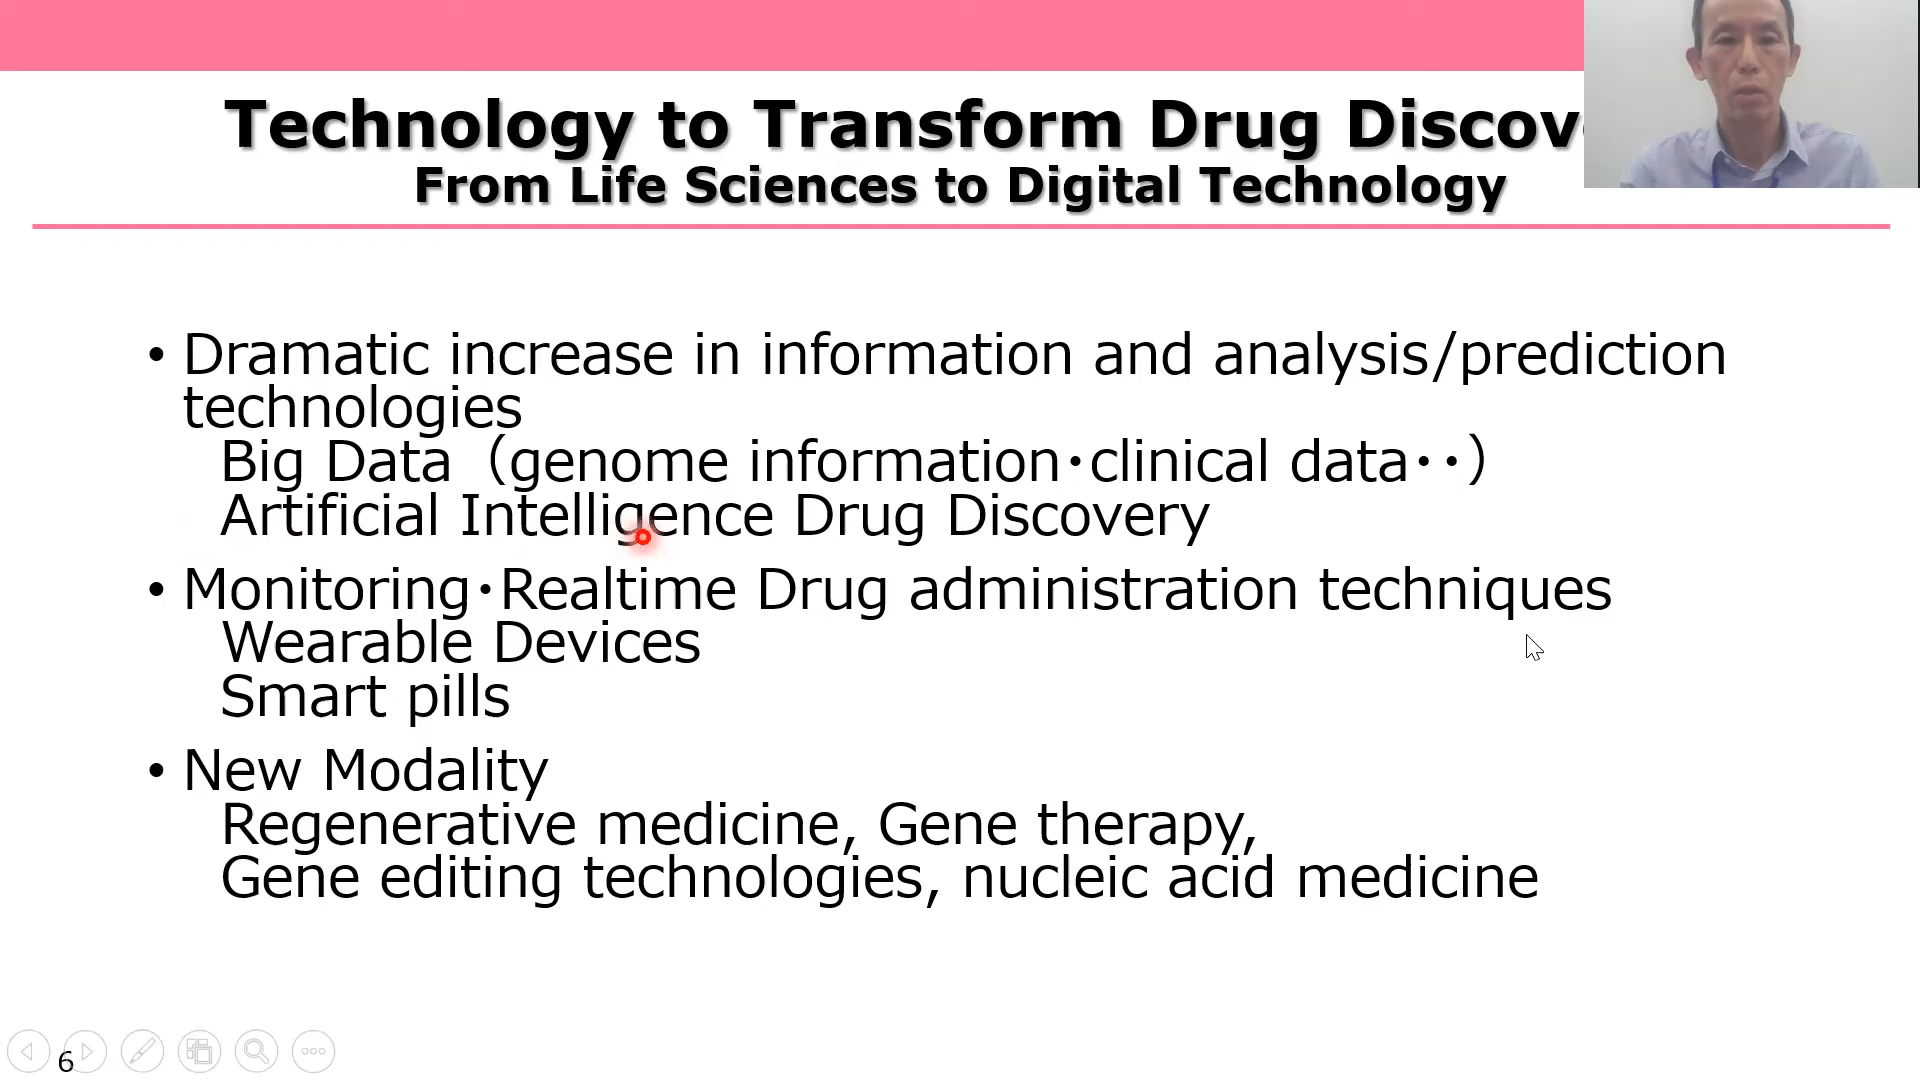 Technology to Transform Drug Discov
From Life Sciences to Digital Technology
• Dramatic increase in information and analysis/prediction
technologies
Big Data（genome information・clinical data・・）
Artificial Intelligence Drug Discovery
• Monitoring・Realtime Drug administration techniques
Wearable Devices
Smart pills
• New Modality
Regenerative medicine, Gene therapy,
Gene editing technologies, nucleic acid medicine
6